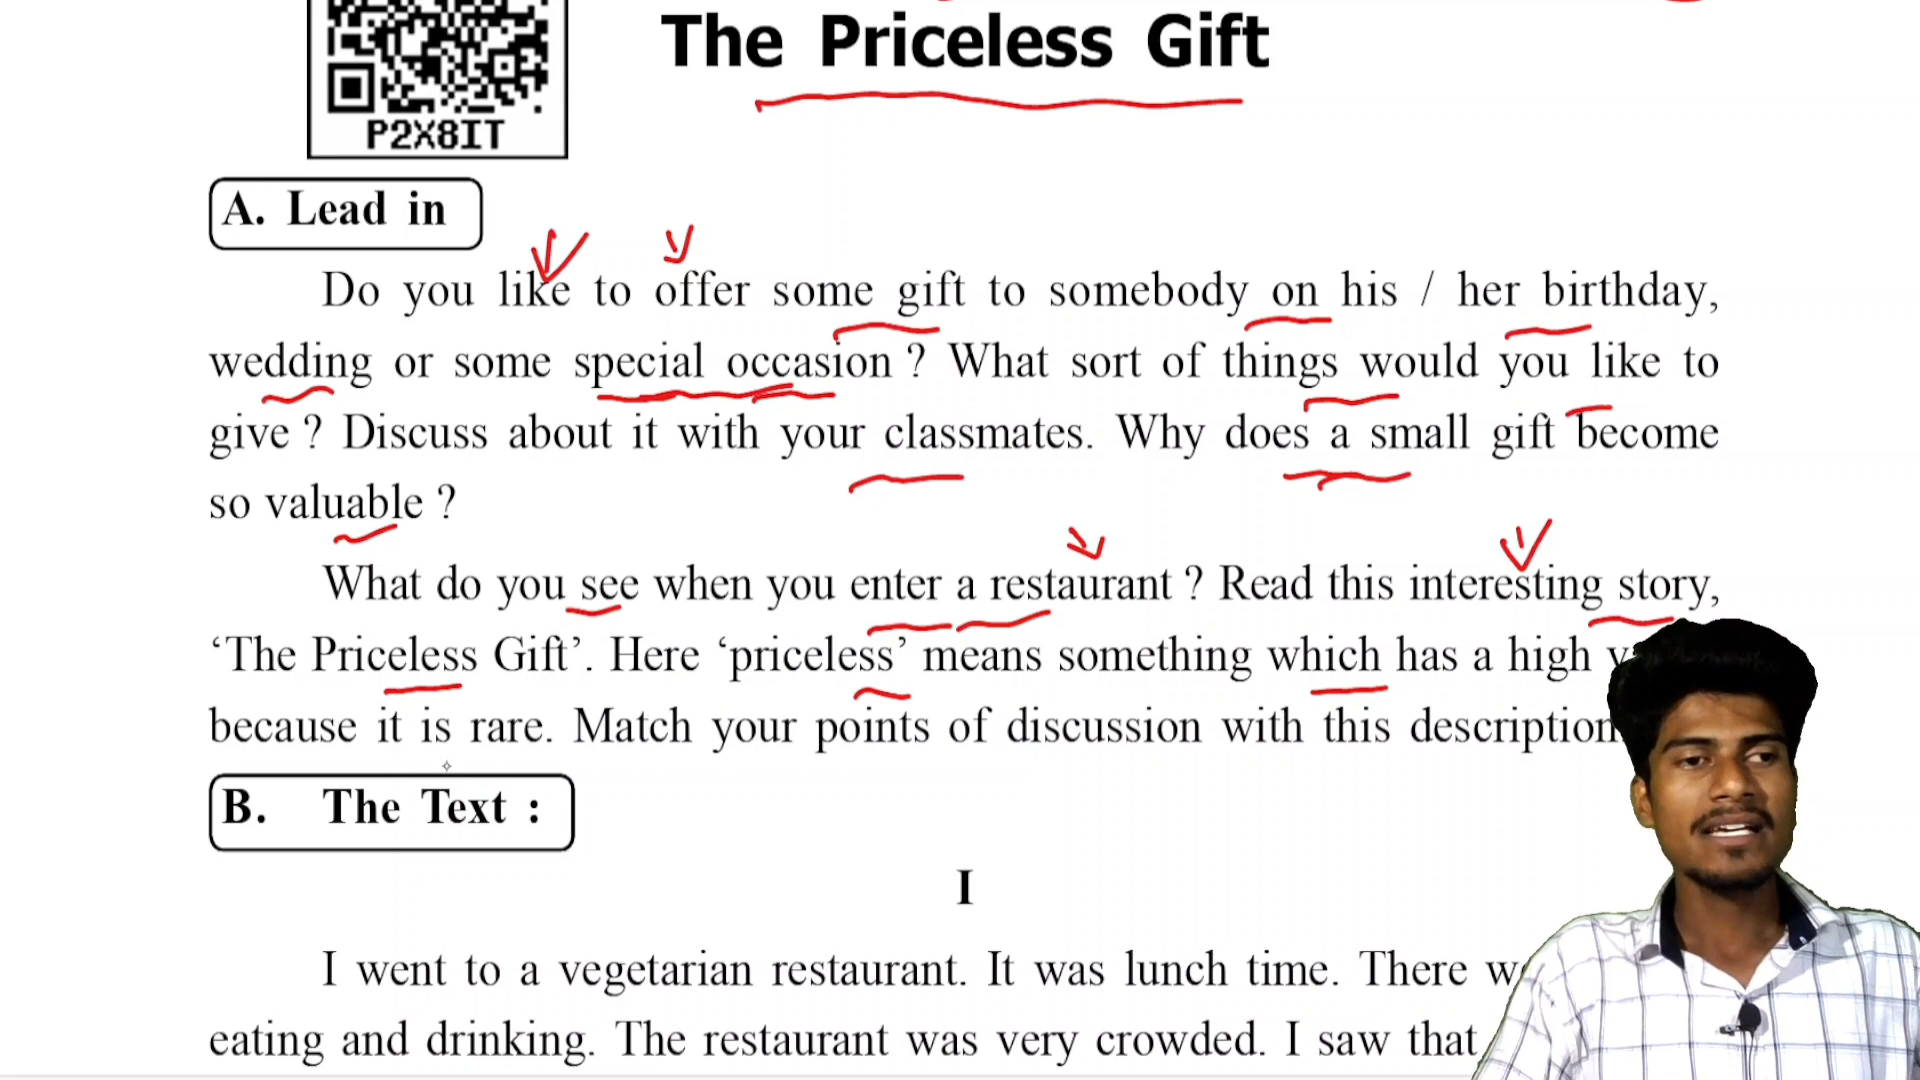 The Priceless Gift
P2X8IT
A. Lead in
Do you like to offer some gift to somebody on his / her birthday,
wedding or some special occasion ? What sort of things would you like to
give ? Discuss about it with your classmates. Why does a small gift become
so valuable ?
What do you see when you enter a restaurant ? Read this interesting story,
‘The Priceless Gift’. Here ‘priceless’ means something which has a high
because it is rare. Match your points of discussion with this description
B. The Text :
I
I went to a vegetarian restaurant. It was lunch time. There
eating and drinking. The restaurant was very crowded. I saw that